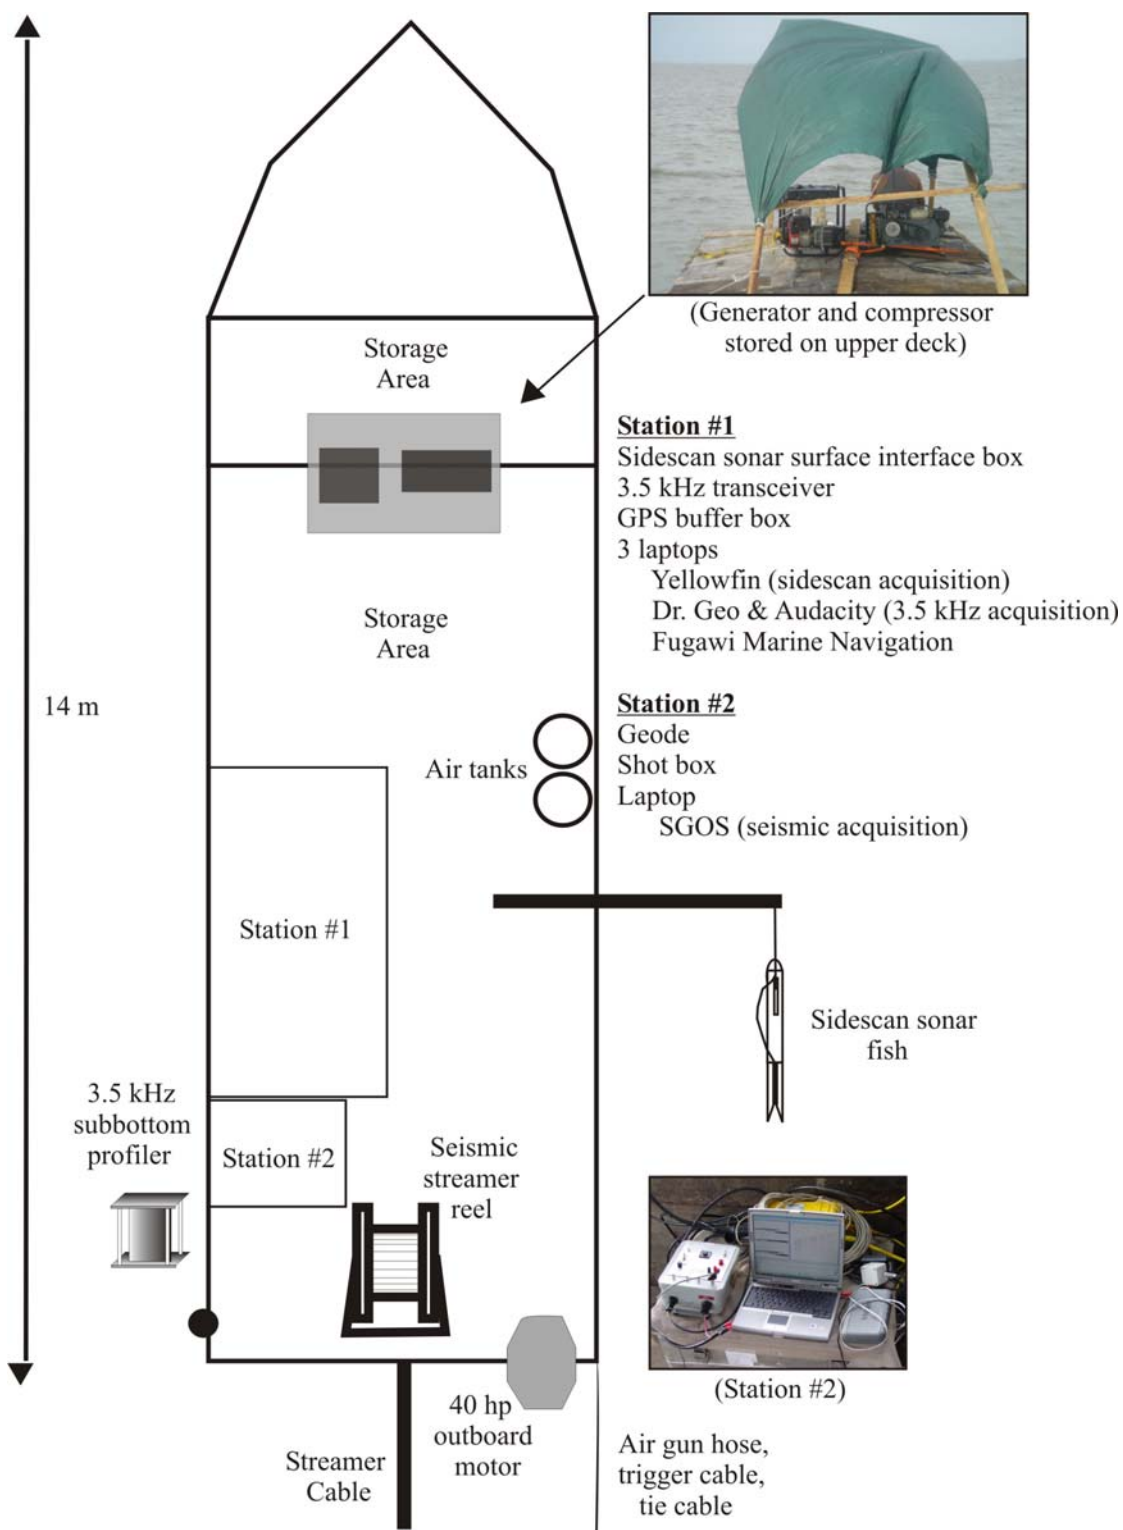 (Generator and compressor
stored on upper deck)
Storage
Area
Station #1
Sidescan sonar surface interface box
3.5 kHz transceiver
GPS buffer box
3 laptops
Yellowfin (sidescan acquisition)
Dr. Geo & Audacity (3.5 kHz acquisition)
Fugawi Marine Navigation
Storage
Area
14 m
Station #2
Geode
Shot box
Laptop
SGOS (seismic acquisition)
Air tanks
Station #1
Sidescan sonar
fish
3.5 kHz
subbottom
profiler
Station #2
Seismic
streamer
reel
(Station #2)
40 hp
outboard
motor
Streamer
Cable
Air gun hose,
trigger cable,
tie cable